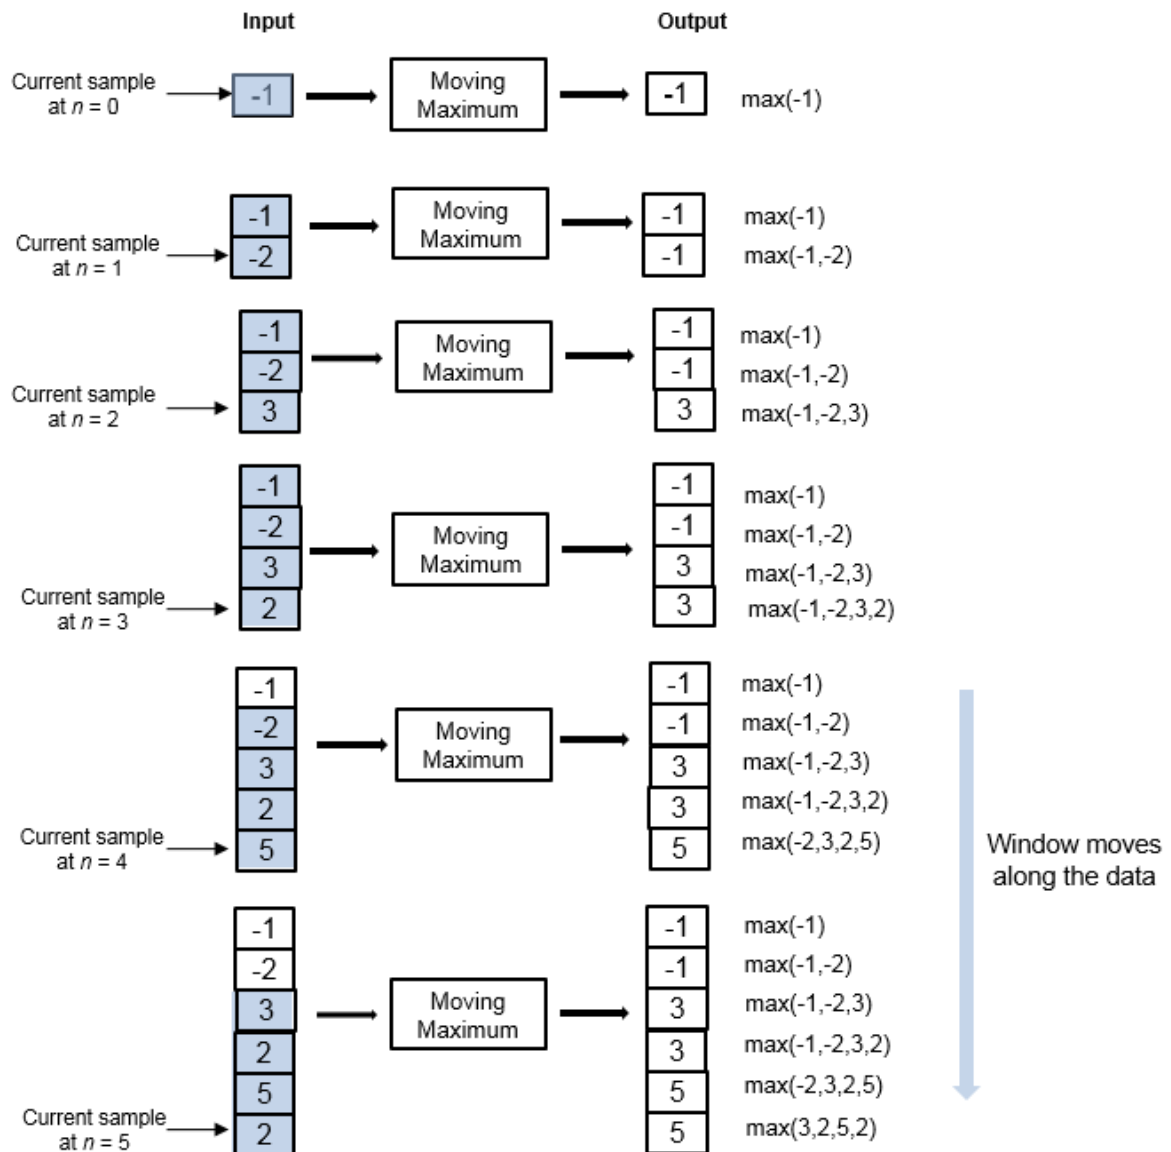 Input Output
Current sample
at n = 0
-1
Moving
Maximum
-1
max(-1)
Current sample
at n = 1
-1
-2
Moving
Maximum
-1
-1
max(-1)
max(-1,-2)
Current sample
at n = 2
-1
-2
3
Moving
Maximum
-1
-1
3
max(-1)
max(-1,-2)
max(-1,-2,3)
Current sample
at n = 3
-1
-2
3
2
Moving
Maximum
-1
-1
3
3
max(-1)
max(-1,-2)
max(-1,-2,3)
max(-1,-2,3,2)
Current sample
at n = 4
-1
-2
3
2
5
Moving
Maximum
-1
-1
3
3
5
max(-1)
max(-1,-2)
max(-1,-2,3)
max(-1,-2,3,2)
max(-2,3,2,5)
Window moves
along the data
Current sample
at n = 5
-1
-2
3
2
5
2
Moving
Maximum
-1
-1
3
3
5
5
max(-1)
max(-1,-2)
max(-1,-2,3)
max(-1,-2,3,2)
max(-2,3,2,5)
max(3,2,5,2)